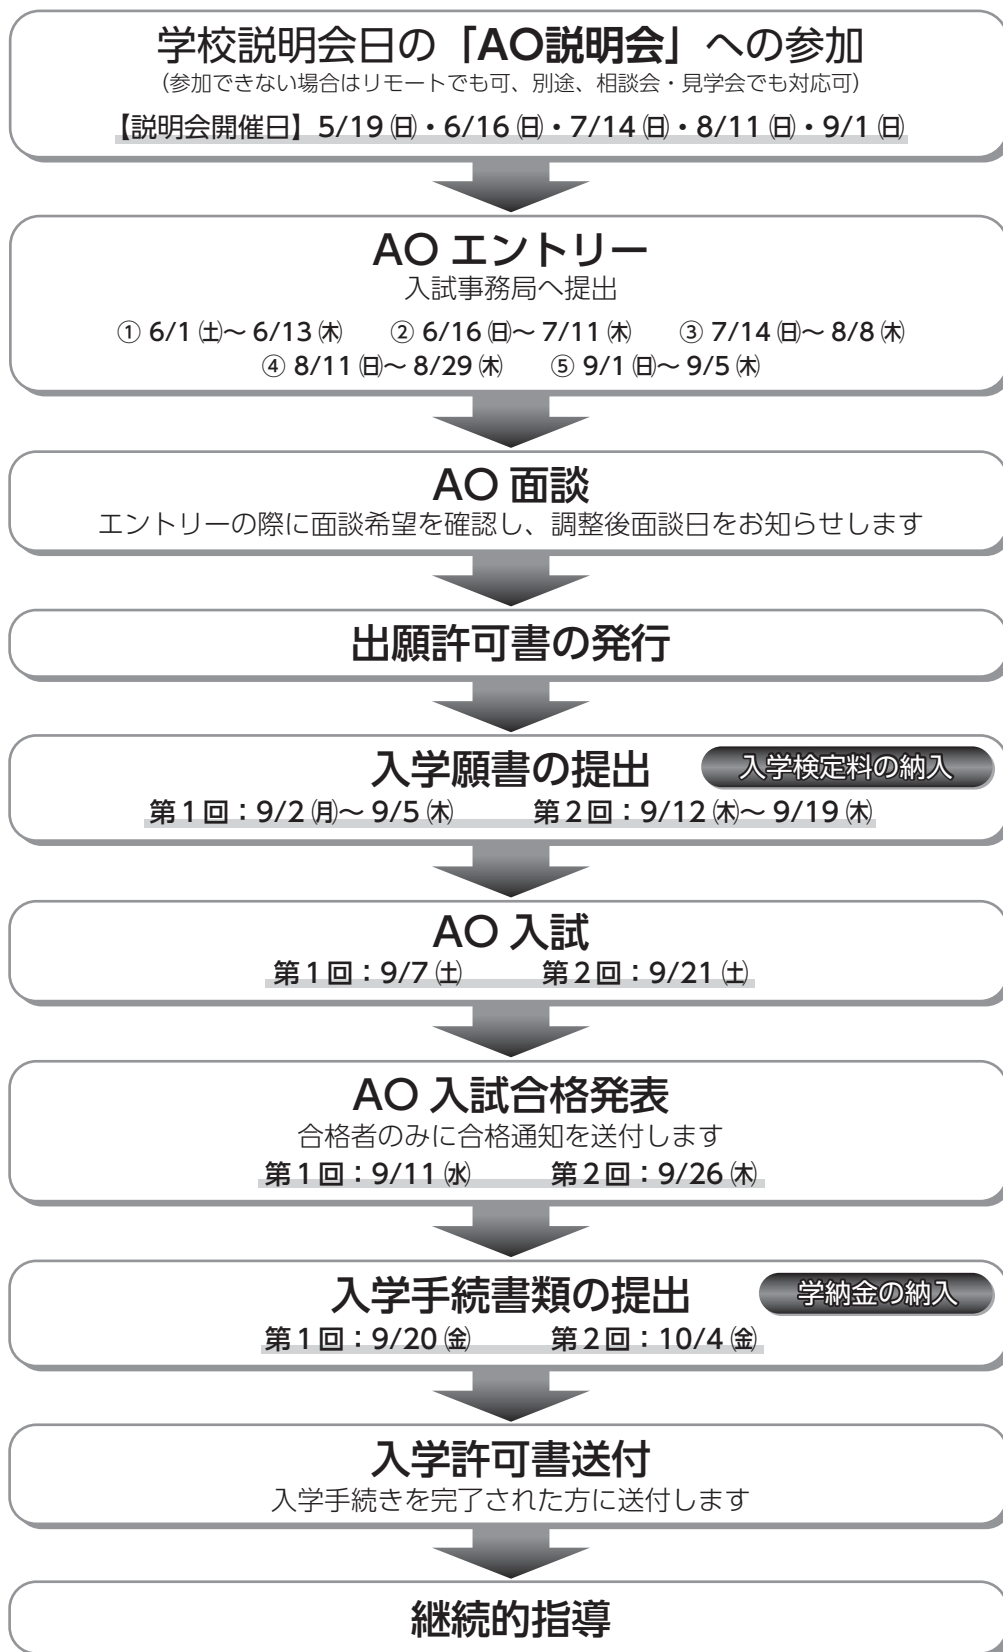 学校説明会日の「AO説明会」への参加
（参加できない場合はリモートでも可、別途、相談会・見学会でも対応可）
【説明会開催日】5/19㈰・6/16㈰・7/14㈰・8/11㈰・9/1㈰
AO エントリー
入試事務局へ提出
① 6/1㈯～6/13㈭　② 6/16㈰～7/11㈭　③ 7/14㈰～8/8㈭
④ 8/11㈰～8/29㈭　⑤ 9/1㈰～9/5㈭
AO 面談
エントリーの際に面談希望を確認し、調整後面談日をお知らせします
出願許可書の発行
入学願書の提出　入学検定料の納入
第1回：9/2㈪～9/5㈭　第2回：9/12㈭～9/19㈭
AO 入試
第1回：9/7㈯　第2回：9/21㈯
AO 入試合格発表
合格者のみに合格通知を送付します
第1回：9/11㈬　第2回：9/26㈭
入学手続書類の提出　学納金の納入
第1回：9/20㈮　第2回：10/4㈮
入学許可書送付
入学手続きを完了された方に送付します
継続的指導